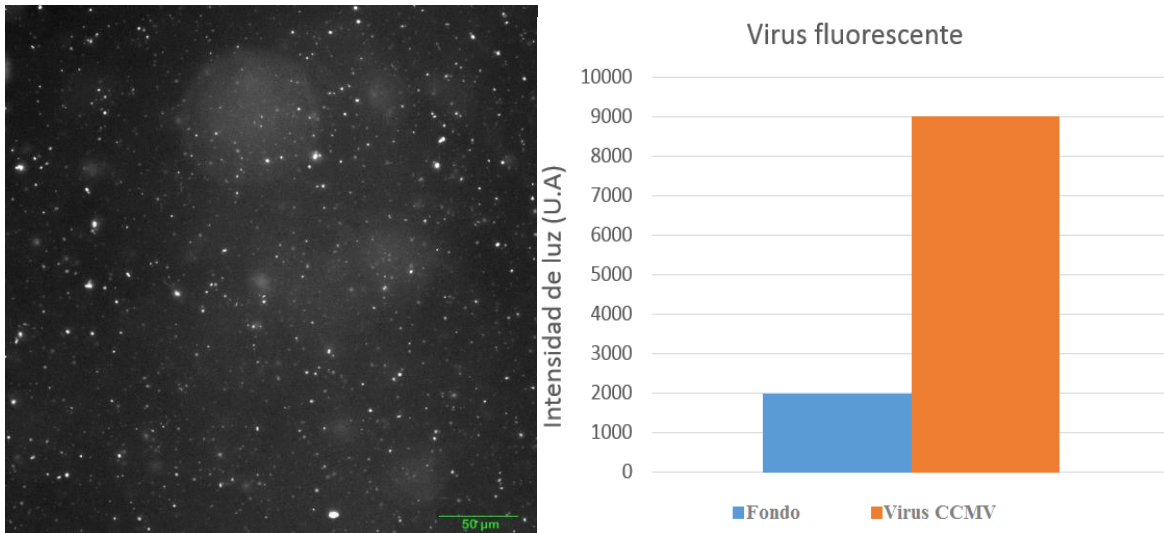 50 µm
Virus fluorescente
Intensidad de luz (U.A)
10000
9000
8000
7000
6000
5000
4000
3000
2000
1000
0
Fondo
Virus CCMV